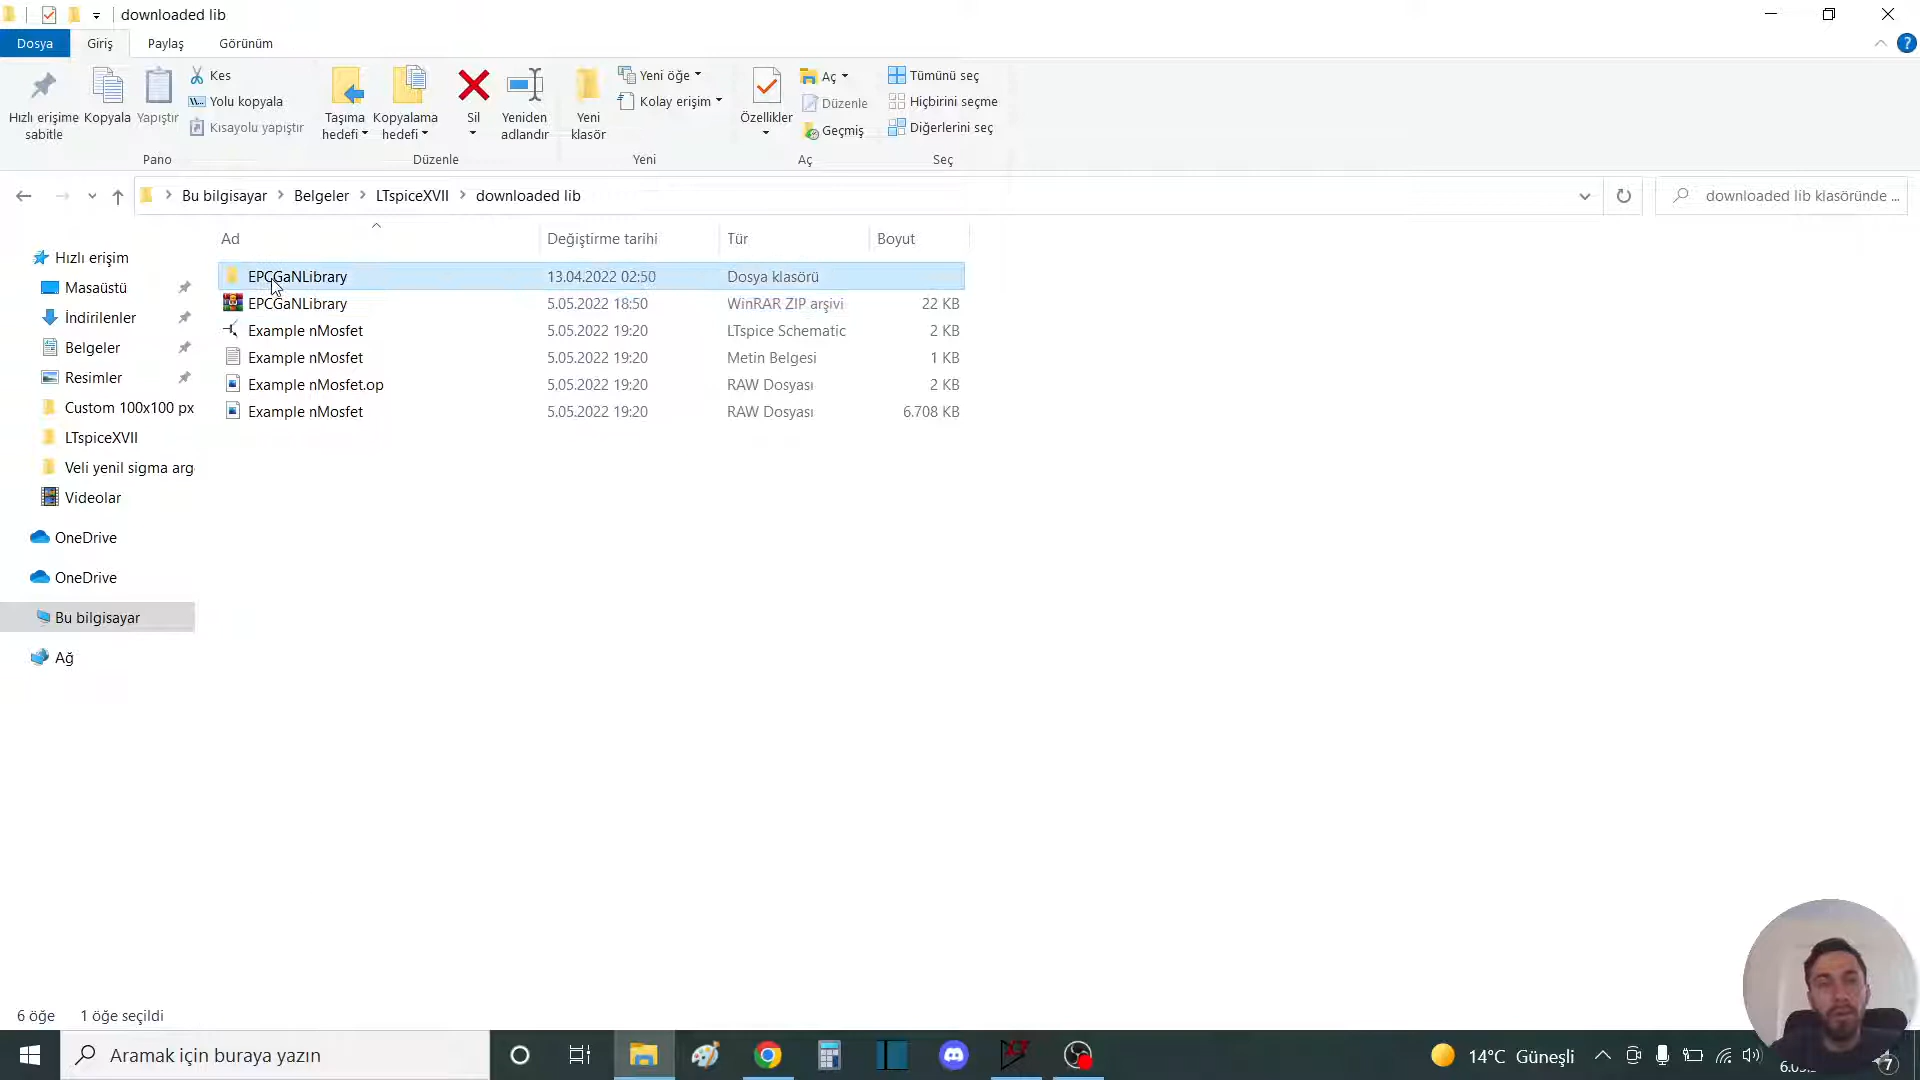 downloaded lib
Dosya Giriş Paylaş Görünüm
Hızlı erişime sabitle
Kopyala
Yapıştır
Kes
Yolu kopyala
Kısayolu yapıştır
Pano
Taşıma hedefi
Kopyalama hedefi
Sil
Yeniden adlandır
Düzenle
Yeni klasör
Yeni öğe
Kolay erişim
Yeni
Özellikler
Aç
Düzenle
Geçmiş
Aç
Tümünü seç
Hiçbirini seçme
Diğerlerini seç
Seç
Bu bilgisayar Belgeler LTspiceXVII downloaded lib
downloaded lib klasöründe ...
Ad Değiştirme tarihi Tür Boyut
EPCGaNLibrary 13.04.2022 02:50 Dosya klasörü
EPCGaNLibrary 5.05.2022 18:50 WinRAR ZIP arşivi 22 KB
Example nMosfet 5.05.2022 19:20 LTspice Schematic 2 KB
Example nMosfet 5.05.2022 19:20 Metin Belgesi 1 KB
Example nMosfet.op 5.05.2022 19:20 RAW Dosyası 2 KB
Example nMosfet 5.05.2022 19:20 RAW Dosyası 6.708 KB
Hızlı erişim
Masaüstü
İndirilenler
Belgeler
Resimler
Custom 100x100 px
LTspiceXVII
Veli yenil sigma arg
Videolar
OneDrive
OneDrive
Bu bilgisayar
Ağ
6 öğe 1 öğe seçildi
Aramak için buraya yazın
14°C Güneşli
7